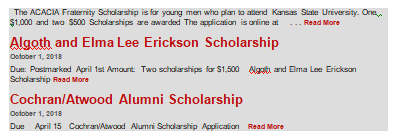 The ACACIA Fraternity Scholarship is for young men who plan to attend Kansas State University. One
$1,000 and two $500 Scholarships are awarded The application is online at ... Read More
Algoth and Elma Lee Erickson Scholarship
October 1, 2018
Due: Postmarked April 1st Amount: Two scholarships for $1,500 Algoth and Elma Lee Erickson
Scholarship Read More
Cochran/Atwood Alumni Scholarship
October 1, 2018
Due April 15 Cochran/Atwood Alumni Scholarship Application Read More